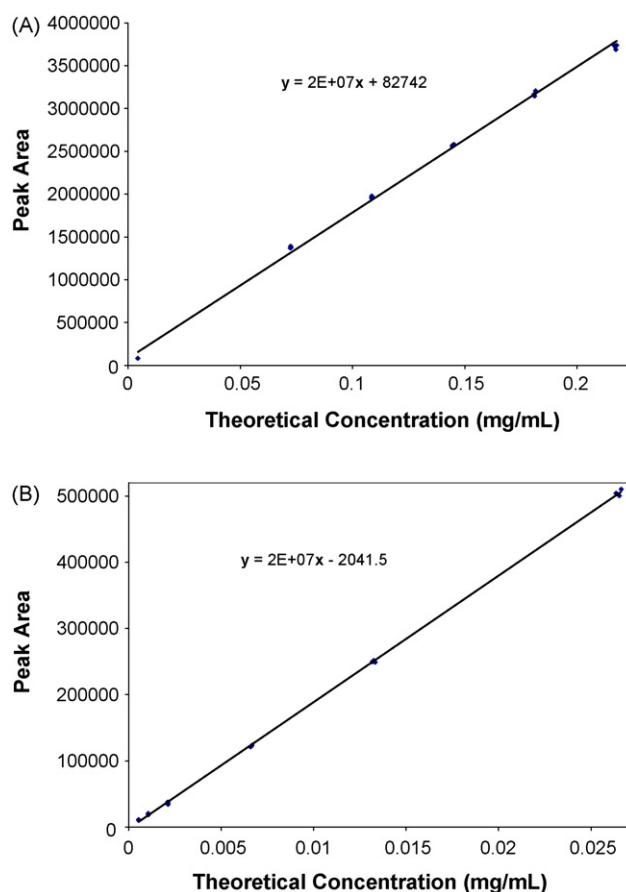 (A)
4000000
3500000
3000000
2500000
2000000
1500000
1000000
500000
0
y = 2E+07x + 82742
Peak Area
0 0.05 0.1 0.15 0.2
Theoretical Concentration (mg/mL)
(B)
500000
400000
300000
200000
100000
0
y = 2E+07x - 2041.5
Peak Area
0 0.005 0.01 0.015 0.02 0.025
Theoretical Concentration (mg/mL)